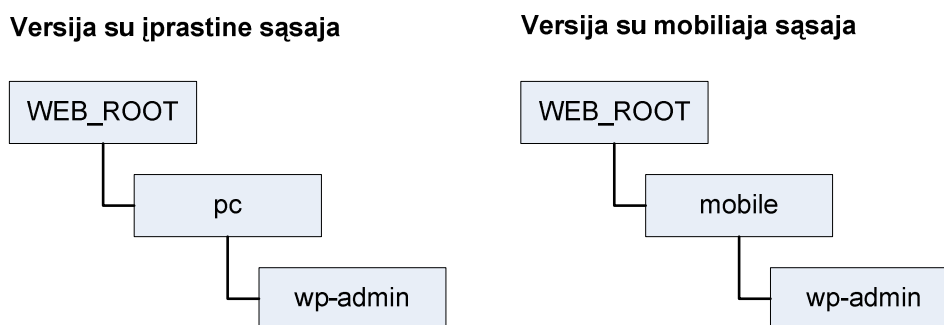 Versija su įprastine sąsaja
WEB_ROOT
pc
wp-admin
Versija su mobiliaja sąsaja
WEB_ROOT
mobile
wp-admin